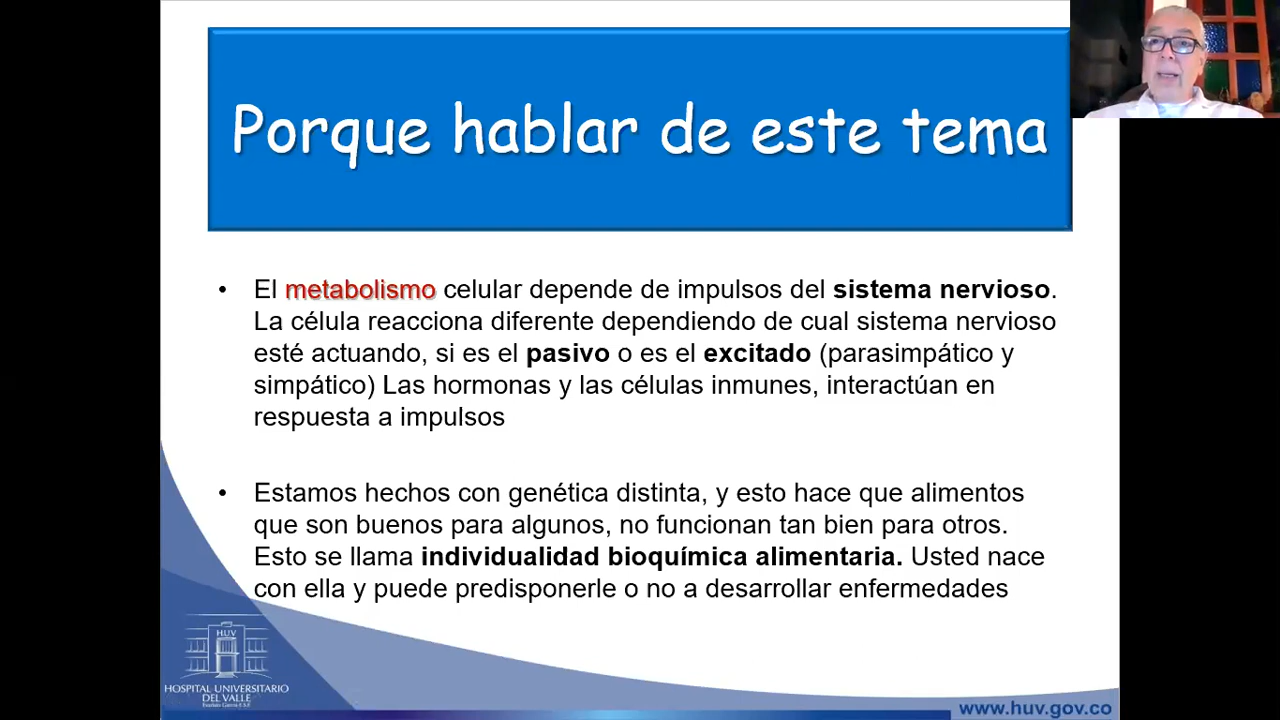 Porque hablar de este tema
• El metabolismo celular depende de impulsos del sistema nervioso.
La célula reacciona diferente dependiendo de cual sistema nervioso
esté actuando, si es el pasivo o es el excitado (parasimpático y
simpático) Las hormonas y las células inmunes, interactúan en
respuesta a impulsos
• Estamos hechos con genética distinta, y esto hace que alimentos
que son buenos para algunos, no funcionan tan bien para otros.
Esto se llama individualidad bioquímica alimentaria. Usted nace
con ella y puede predisponerle o no a desarrollar enfermedades
HUV
HOSPITAL UNIVERSITARIO
DEL VALLE
www.huv.gov.co